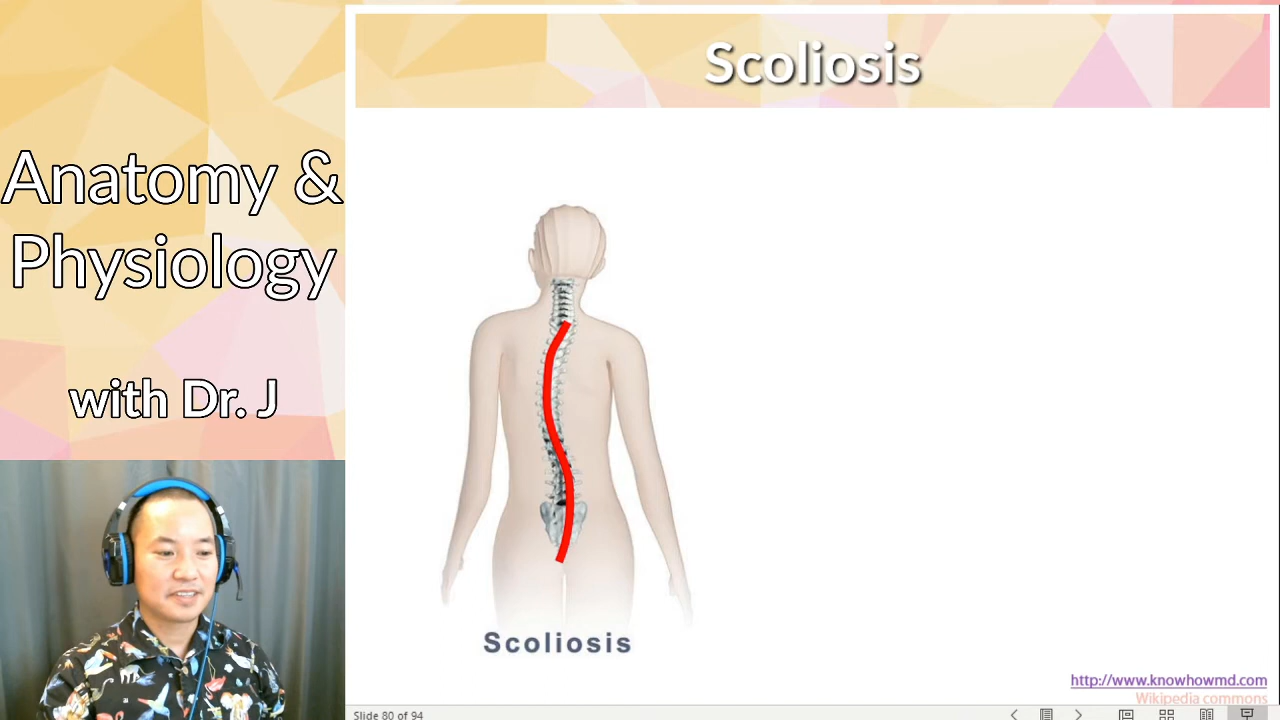 Scoliosis
Anatomy &
Physiology
with Dr. J
Scoliosis
http://www.knowhowmd.com
Wikipedia commons
Slide 80 of 94